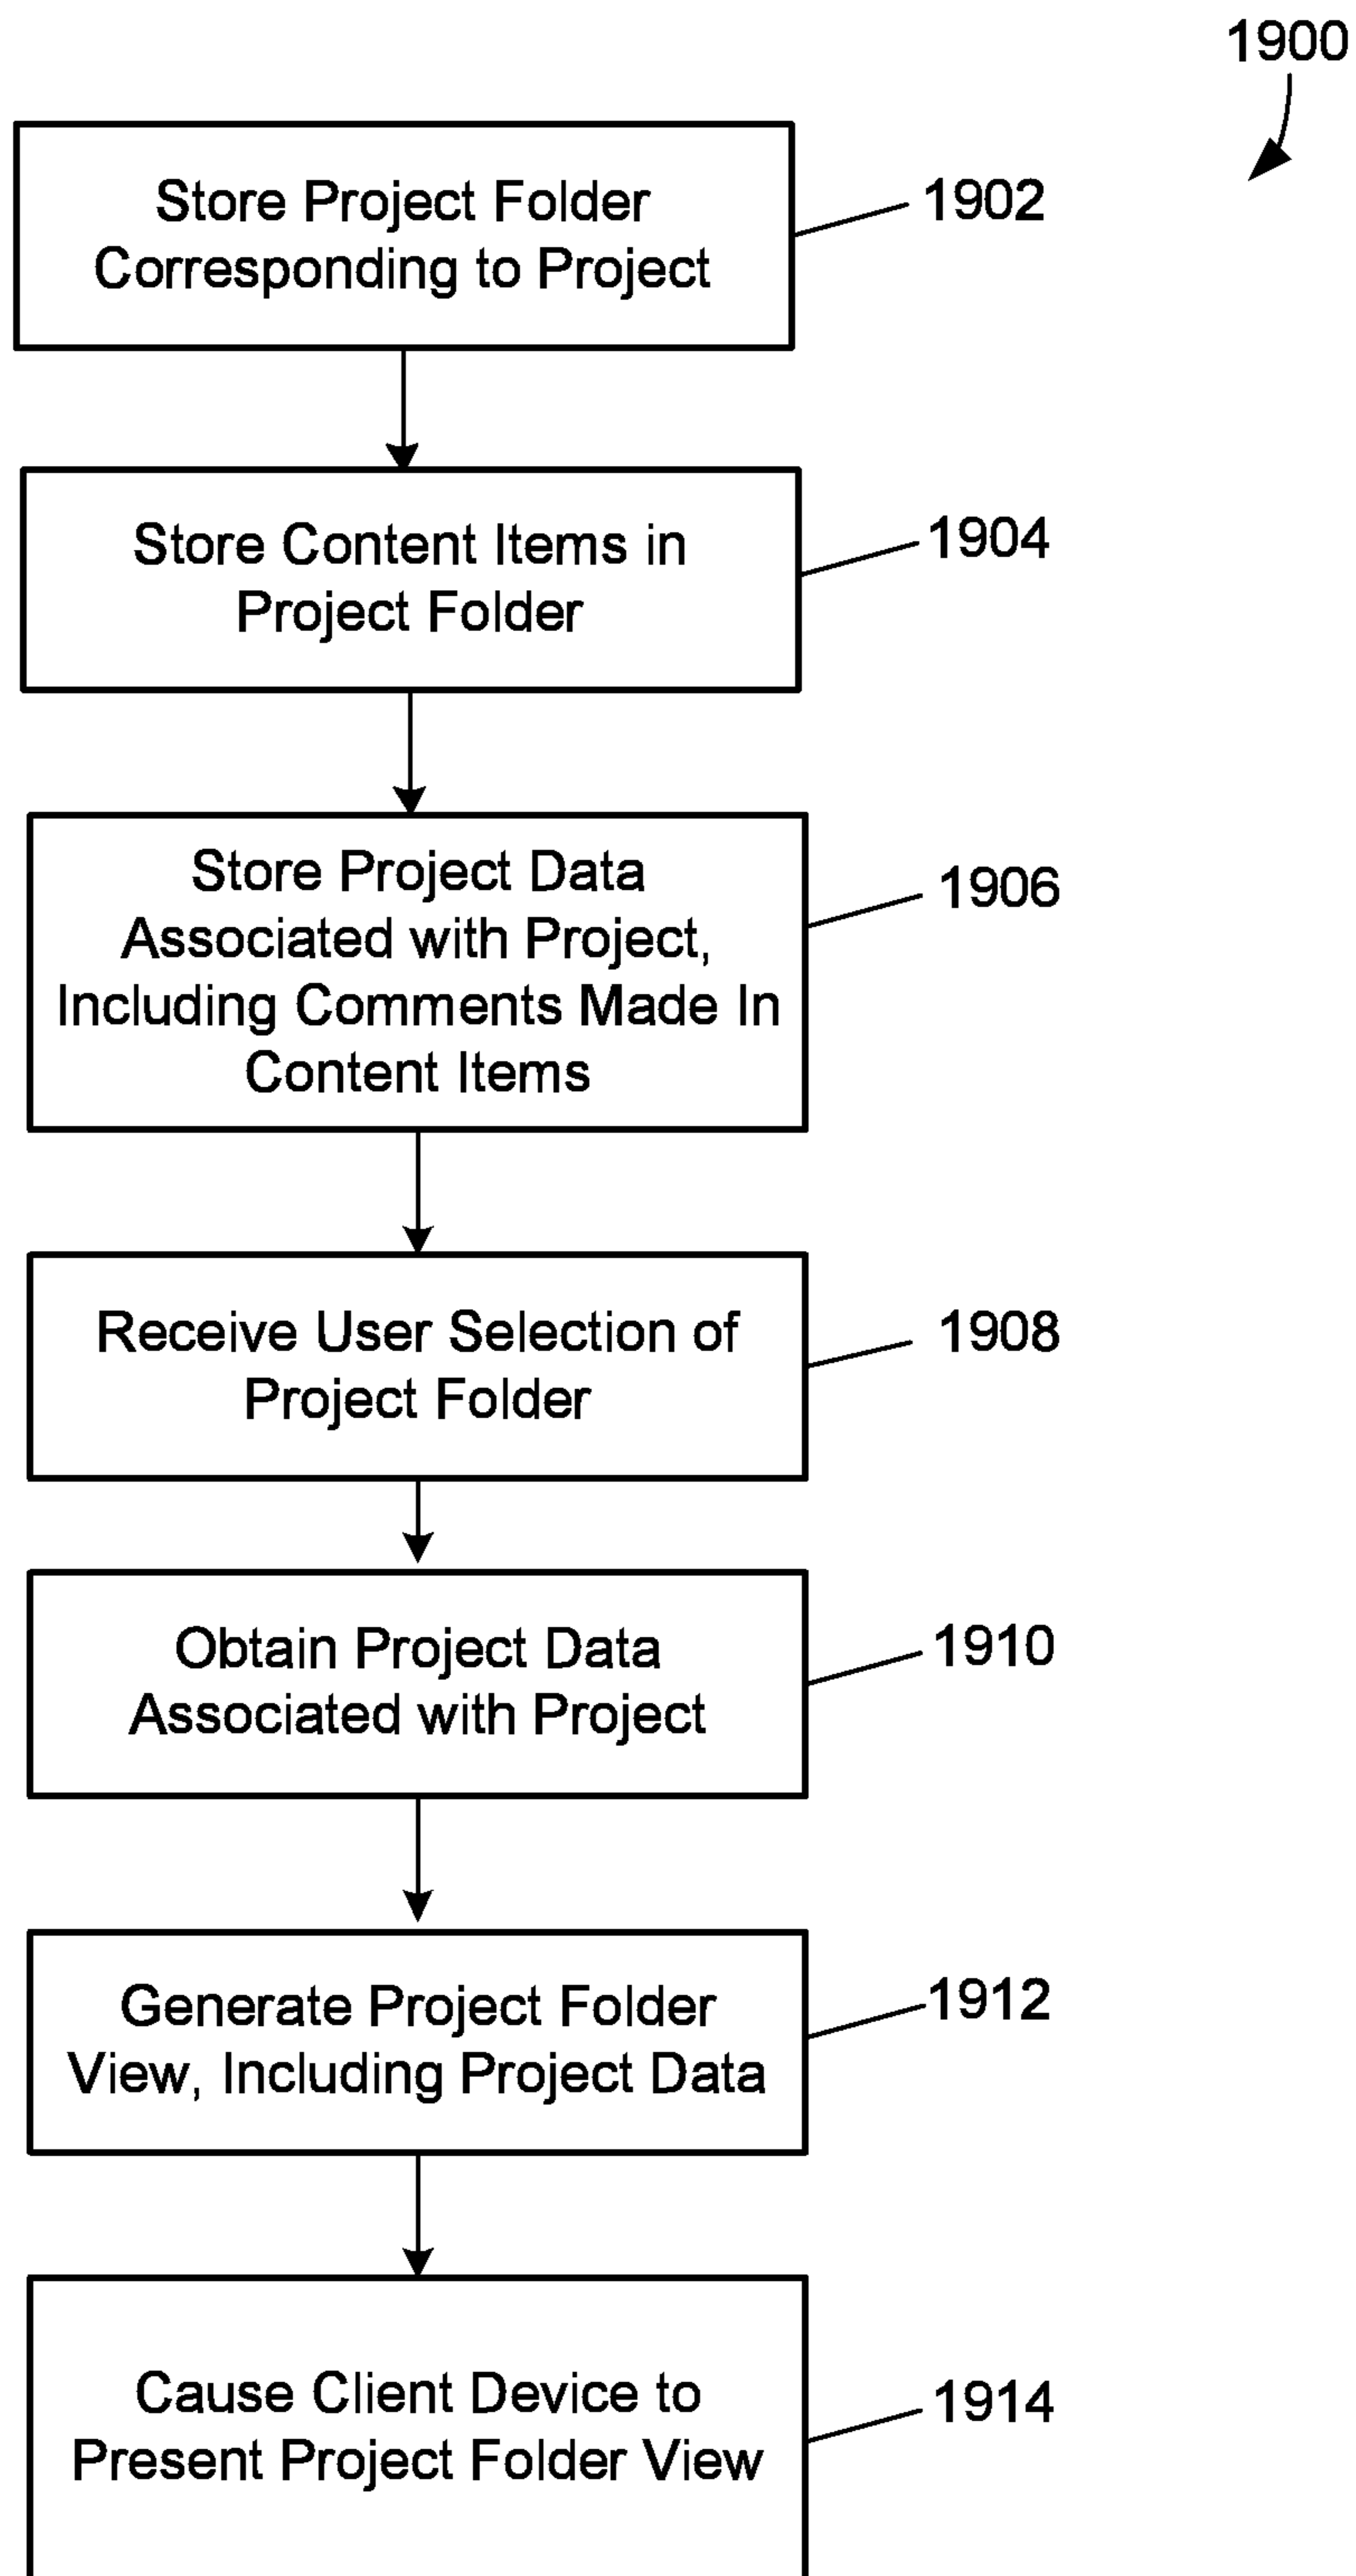 1900
Store Project Folder
Corresponding to Project
1902
Store Content Items in
Project Folder
1904
Store Project Data
Associated with Project,
Including Comments Made In
Content Items
1906
Receive User Selection of
Project Folder
1908
Obtain Project Data
Associated with Project
1910
Generate Project Folder
View, Including Project Data
1912
Cause Client Device to
Present Project Folder View
1914